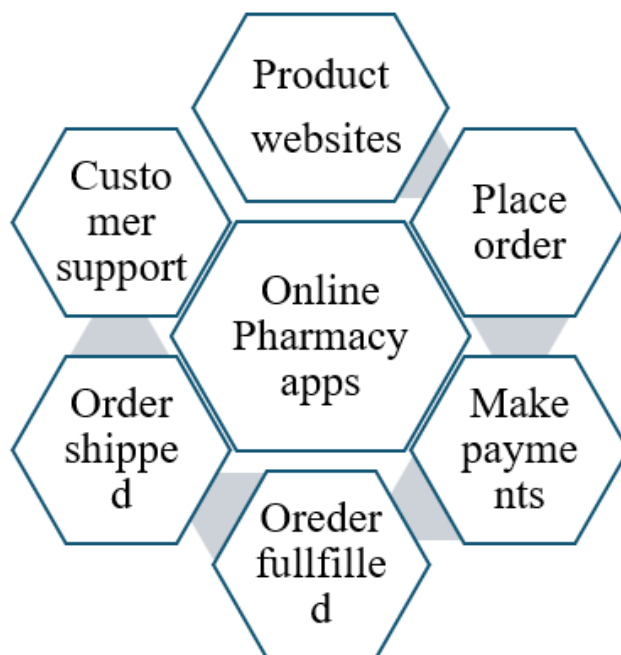 Product
websites
Place
order
Make
payme
nts
Oreder
fullfille
d
Order
shippe
d
Custo
mer
support
Online
Pharmacy
apps